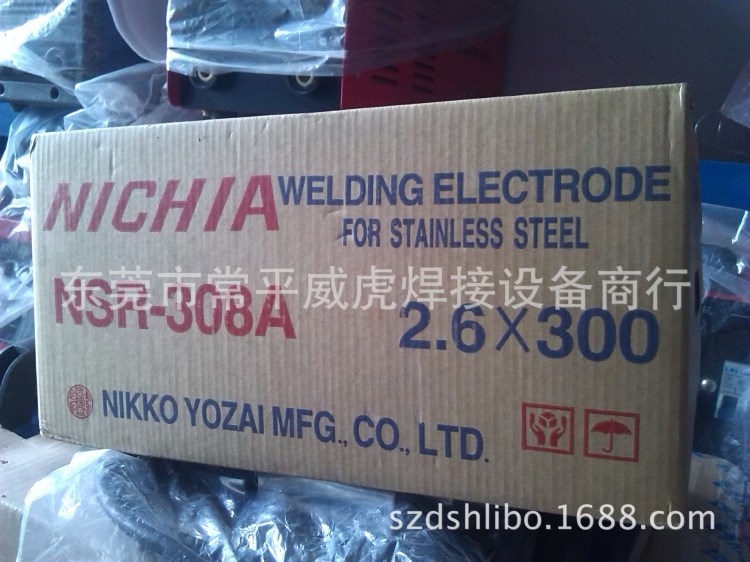 NICHIA WELDING ELECTRODE
FOR STAINLESS STEEL
东莞市常平威虎焊接设备商行
NSR-308A 2.6×300
NIKKO YOZAI MFG., CO., LTD.
szdshlibo.1688.com